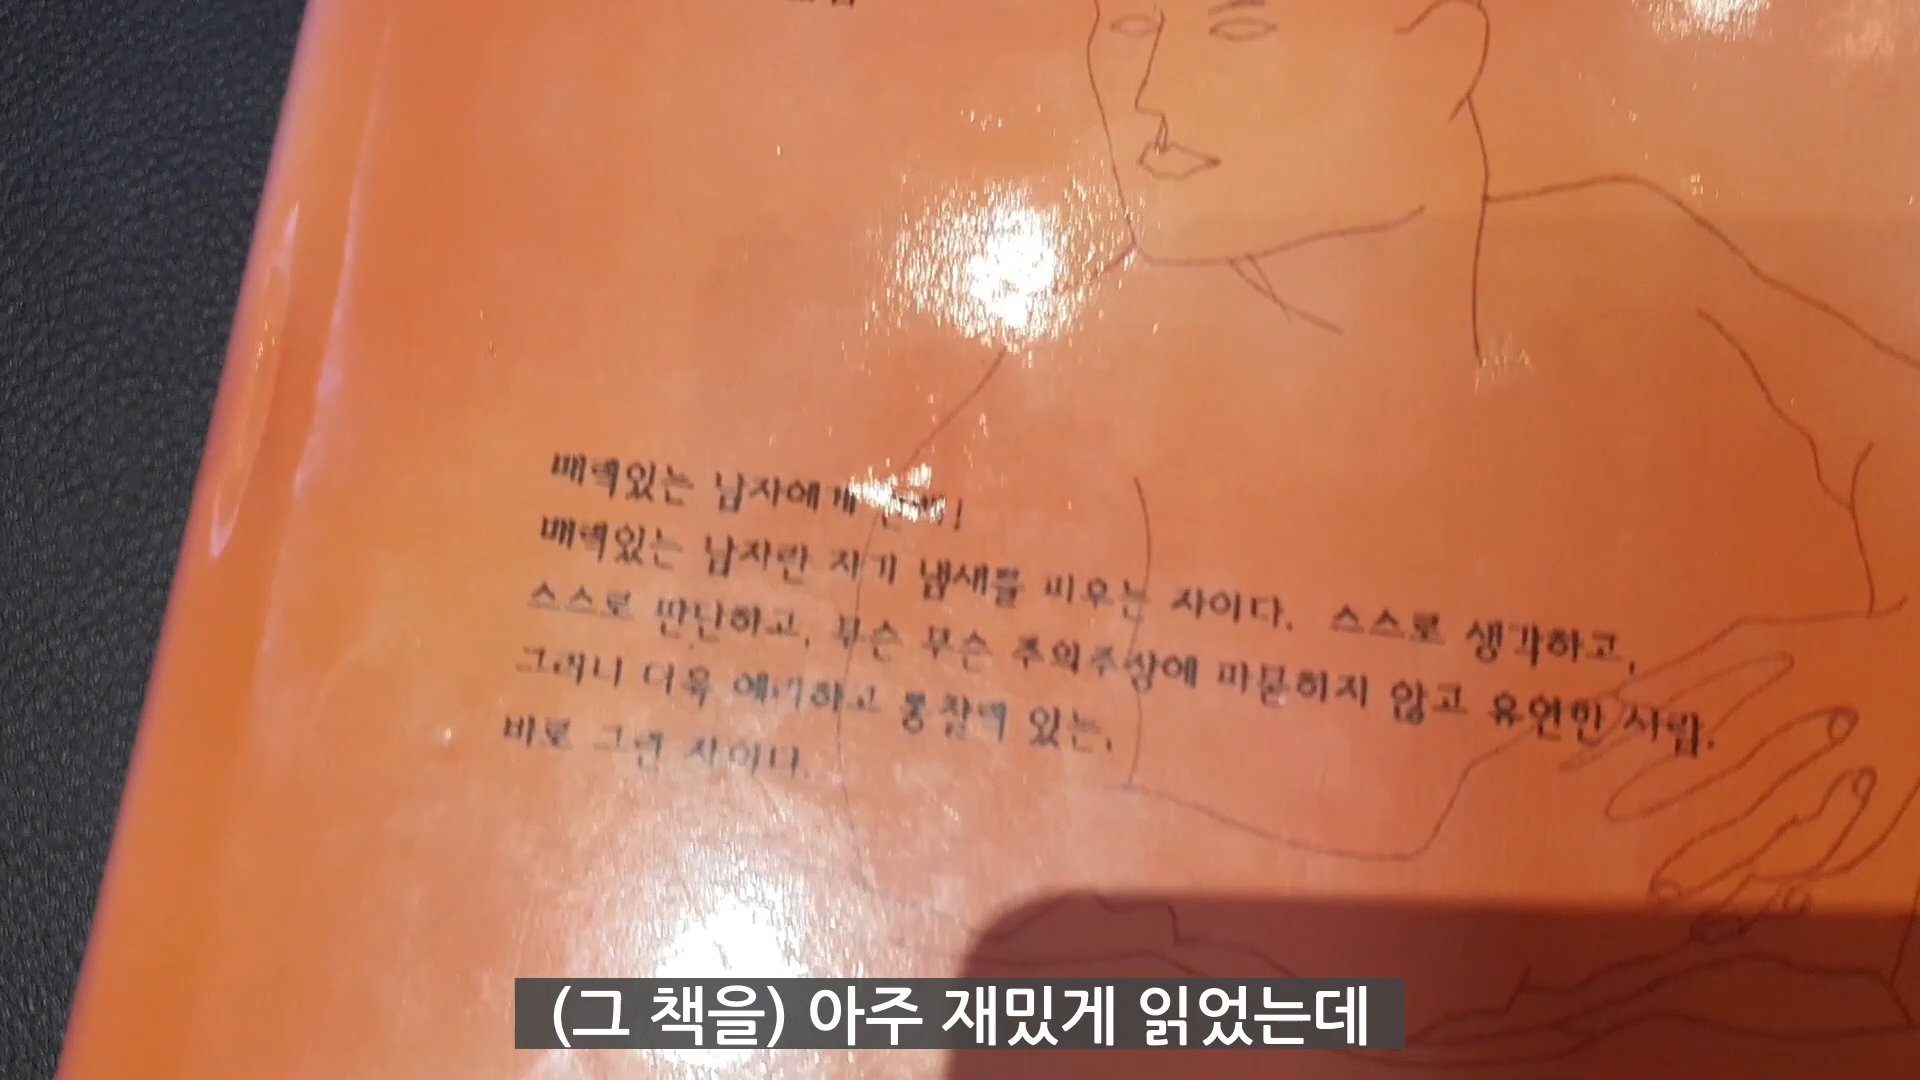 매력있는 남자에게
매력있는 남자란 자기 냄새를 피우는 자이다. 스스로 생각하고,
스스로 판단하고, 무슨 무슨 주의주장에 파묻히지 않고 유연한 사람.
그러니 더욱 예리하고 통찰력 있는,
바로 그런 자이다.
(그 책을) 아주 재밌게 읽었는데